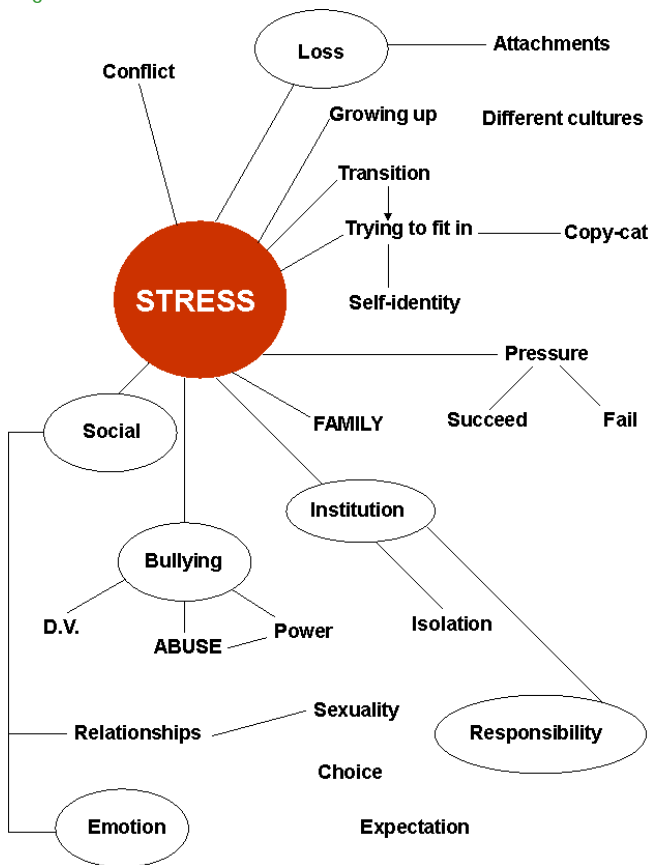 Loss
Attachments
Conflict
Growing up
Different cultures
Transition
Trying to fit in
Copy-cat
STRESS
Self-identity
Pressure
Succeed
Fail
FAMILY
Social
Institution
Bullying
D.V.
ABUSE
Power
Isolation
Sexuality
Relationships
Responsibility
Choice
Emotion
Expectation